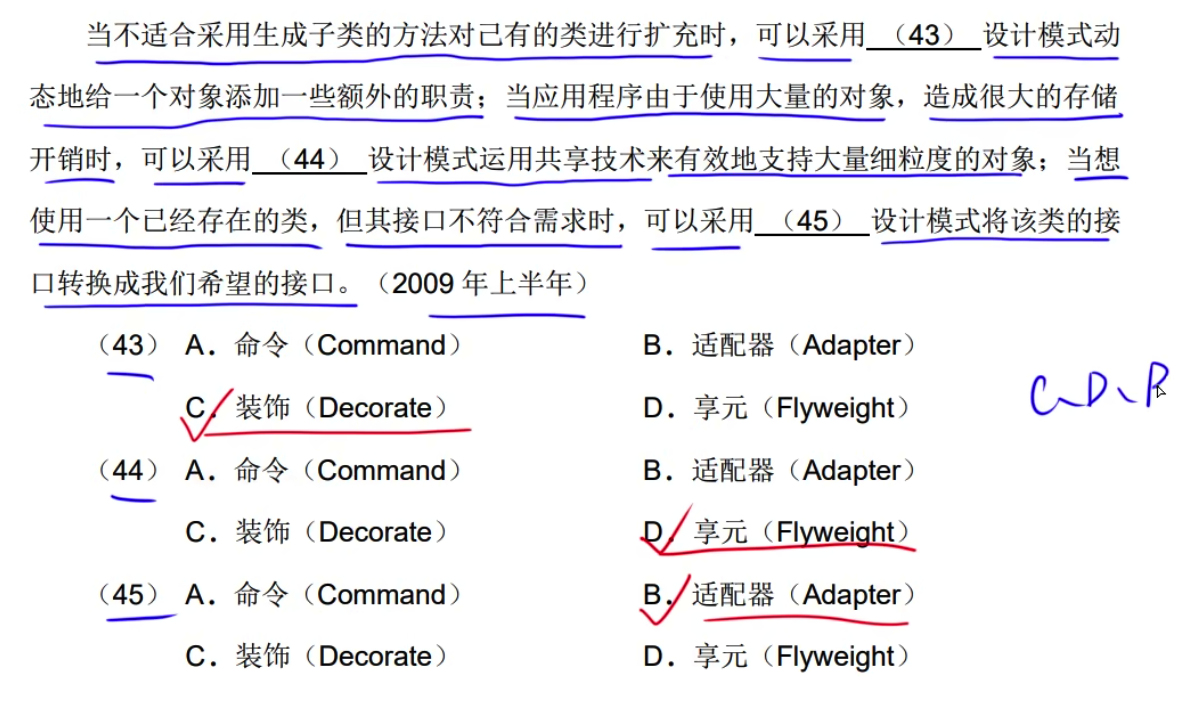 当不适合采用生成子类的方法对己有的类进行扩充时，可以采用（43）设计模式动
态地给一个对象添加一些额外的职责；当应用程序由于使用大量的对象，造成很大的存储
开销时，可以采用（44）设计模式运用共享技术来有效地支持大量细粒度的对象；当想
使用一个已经存在的类，但其接口不符合需求时，可以采用（45）设计模式将该类的接
口转换成我们希望的接口。（2009 年上半年）
（43） A．命令（Command） B．适配器（Adapter）
C．装饰（Decorate） D．享元（Flyweight）
C、D、B
（44） A．命令（Command） B．适配器（Adapter）
C．装饰（Decorate） D．享元（Flyweight）
（45） A．命令（Command） B．适配器（Adapter）
C．装饰（Decorate） D．享元（Flyweight）